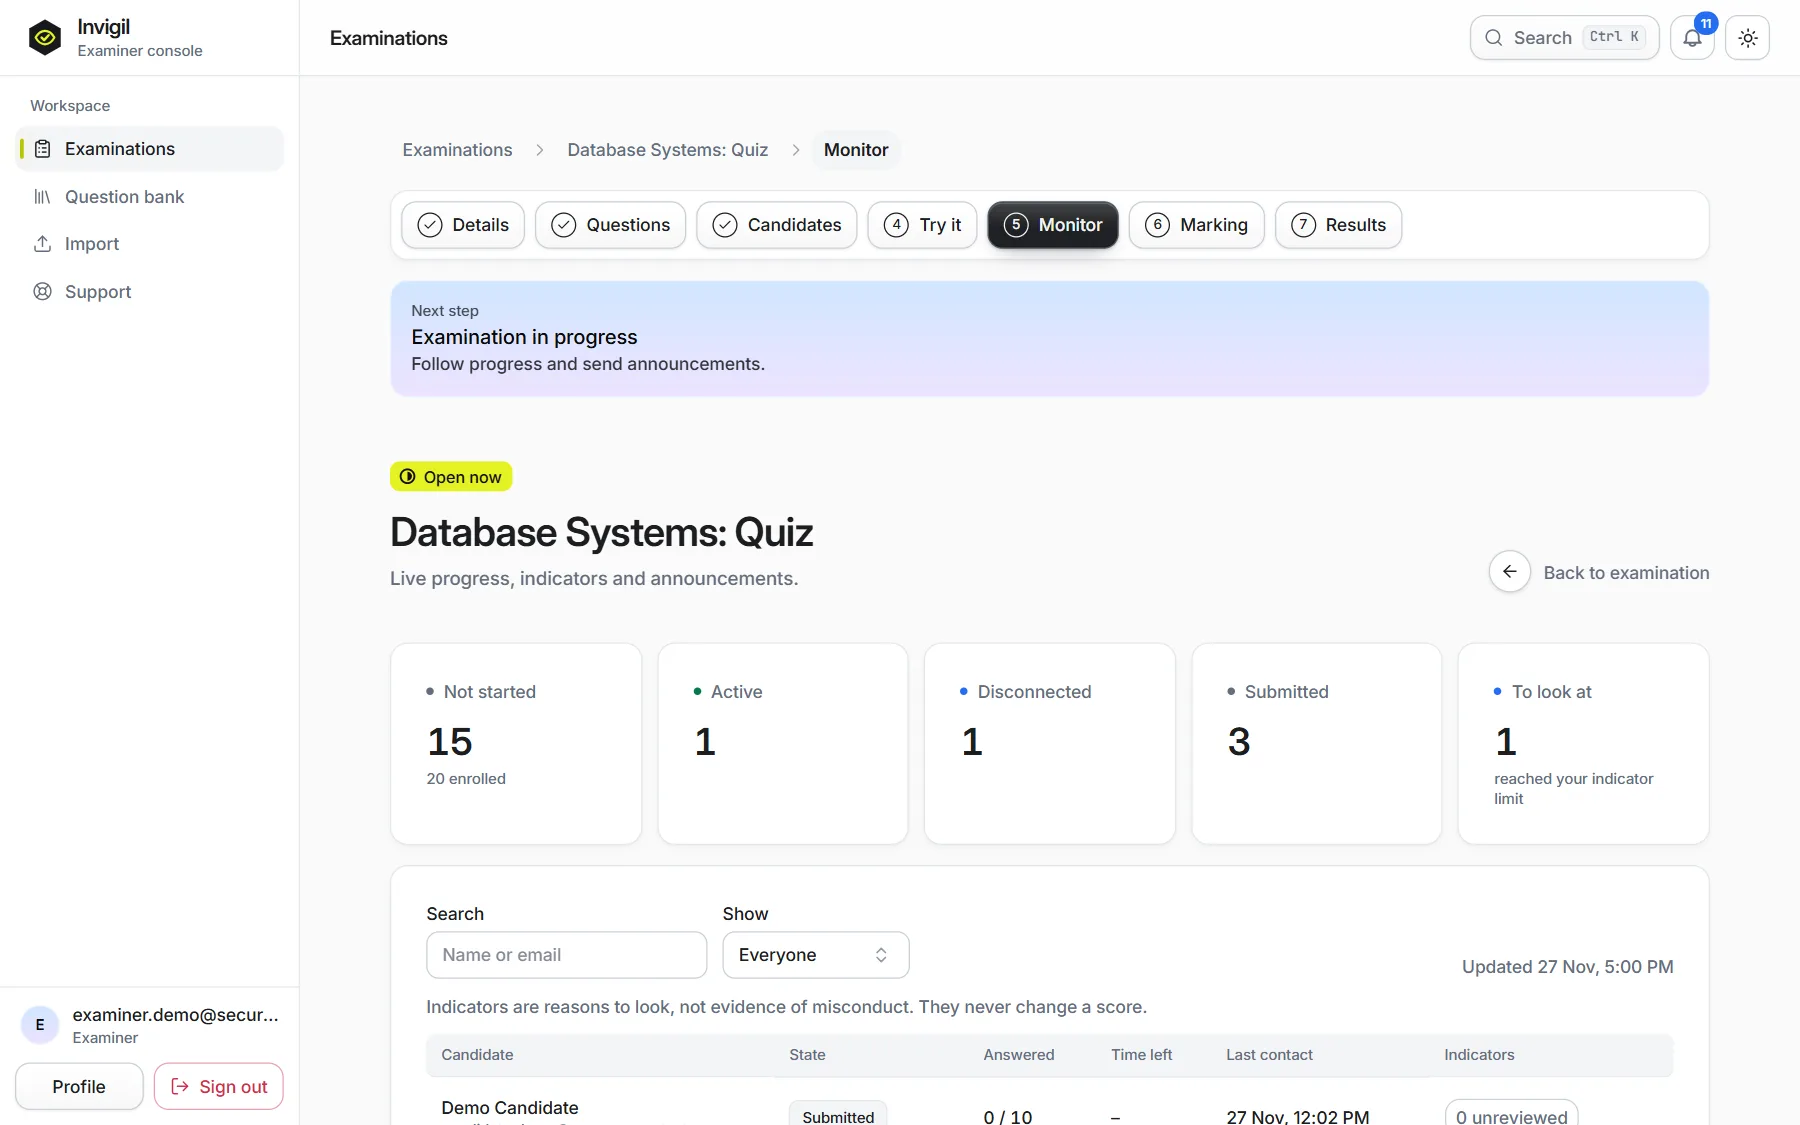 Invigil
Examiner console
Examinations
Search Ctrl K
11
Workspace
Examinations
Question bank
Import
Support
Examinations > Database Systems: Quiz > Monitor
Details
Questions
Candidates
4 Try it
5 Monitor
6 Marking
7 Results
Next step
Examination in progress
Follow progress and send announcements.
Open now
Database Systems: Quiz
Live progress, indicators and announcements.
Back to examination
Not started
15
20 enrolled
Active
1
Disconnected
1
Submitted
3
To look at
1
reached your indicator
limit
Search
Name or email
Show
Everyone
Updated 27 Nov, 5:00 PM
Indicators are reasons to look, not evidence of misconduct. They never change a score.
Candidate State Answered Time left Last contact Indicators
Demo Candidate Submitted 0 / 10 – 27 Nov, 12:02 PM 0 unreviewed
E
examiner.demo@secur...
Examiner
Profile
Sign out